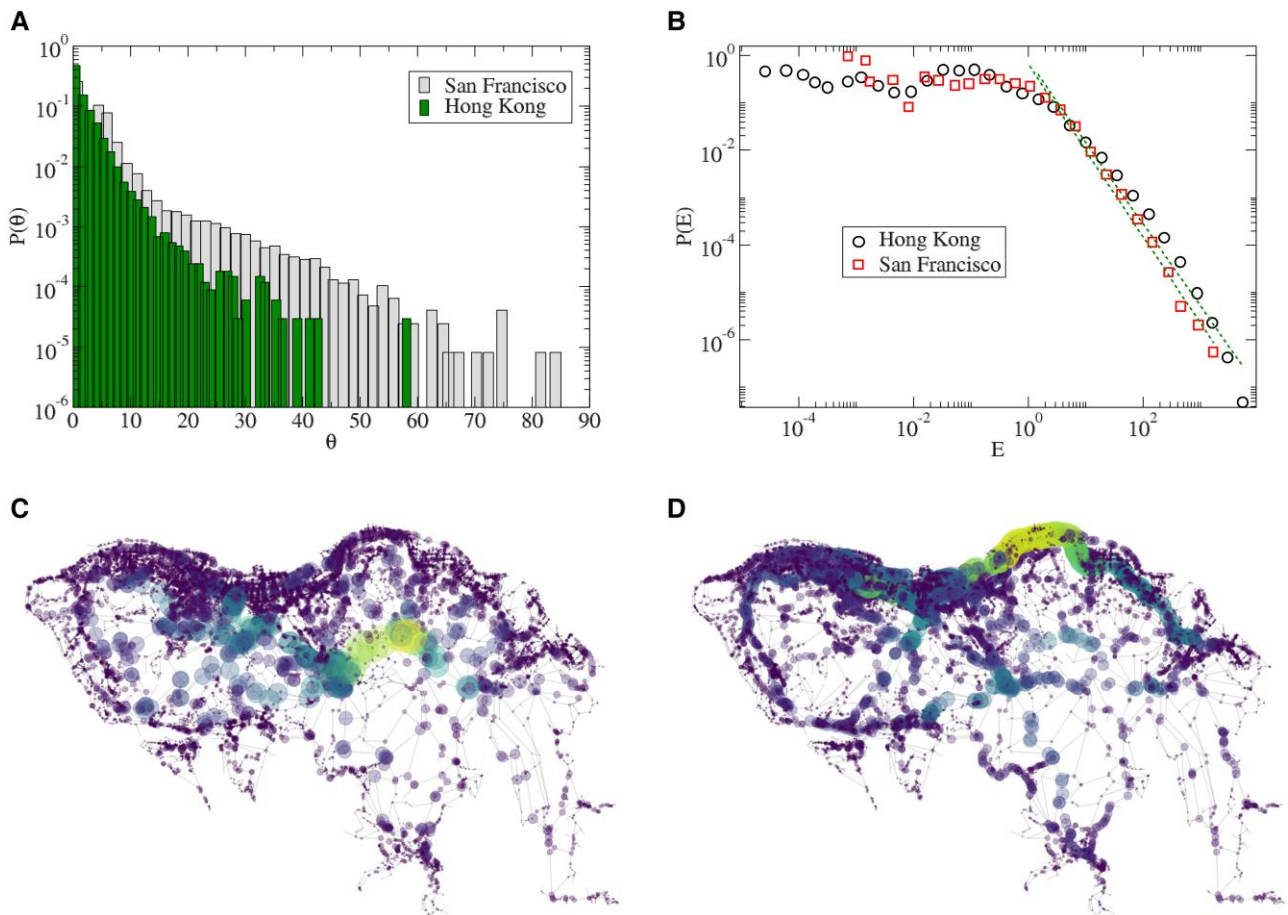 A
10^0
10^-1
10^-2
10^-3
10^-4
10^-5
10^-6
P(θ)
San Francisco
Hong Kong
0 10 20 30 40 50 60 70 80 90
θ
B
10^0
10^-2
10^-4
10^-6
P(E)
Hong Kong
San Francisco
10^-4 10^-2 10^0 10^2
E
C
D